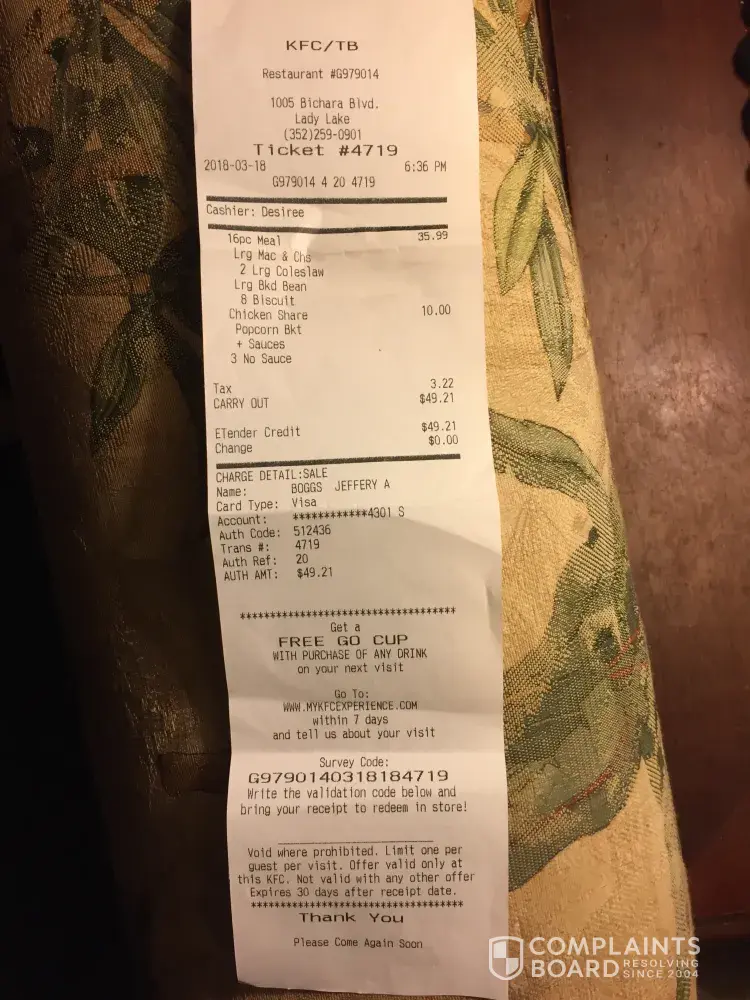 KFC/TB
Restaurant #G979014
1005 Bichara Blvd.
Lady Lake
(352)259-0901
Ticket #4719
2018-03-18 6:36 PM
G979014 4 20 4719
Cashier: Desiree
16pc Meal 35.99
Lrg Mac & Chs
2 Lrg Coleslaw
Lrg Bkd Bean
8 Biscuit
Chicken Share 10.00
Popcorn Bkt
+ Sauces
3 No Sauce
Tax 3.22
CARRY OUT $49.21
ETender Credit $49.21
Change $0.00
CHARGE DETAIL:SALE
Name: BOGGS JEFFERY A
Card Type: Visa
Account: ************4301 S
Auth Code: 512436
Trans #: 4719
Auth Ref: 20
AUTH AMT: $49.21
***********************************
Get a
FREE GO CUP
WITH PURCHASE OF ANY DRINK
on your next visit
Go To:
WWW.MYKFCEXPERIENCE.COM
within 7 days
and tell us about your visit
Survey Code:
G9790140318184719
Write the validation code below and
bring your receipt to redeem in store!
Void where prohibited. Limit one per
guest per visit. Offer valid only at
this KFC. Not valid with any other offer
Expires 30 days after receipt date.
***********************************
Thank You
Please Come Again Soon
COMPLAINTS
BOARD RESOLVING SINCE 2004